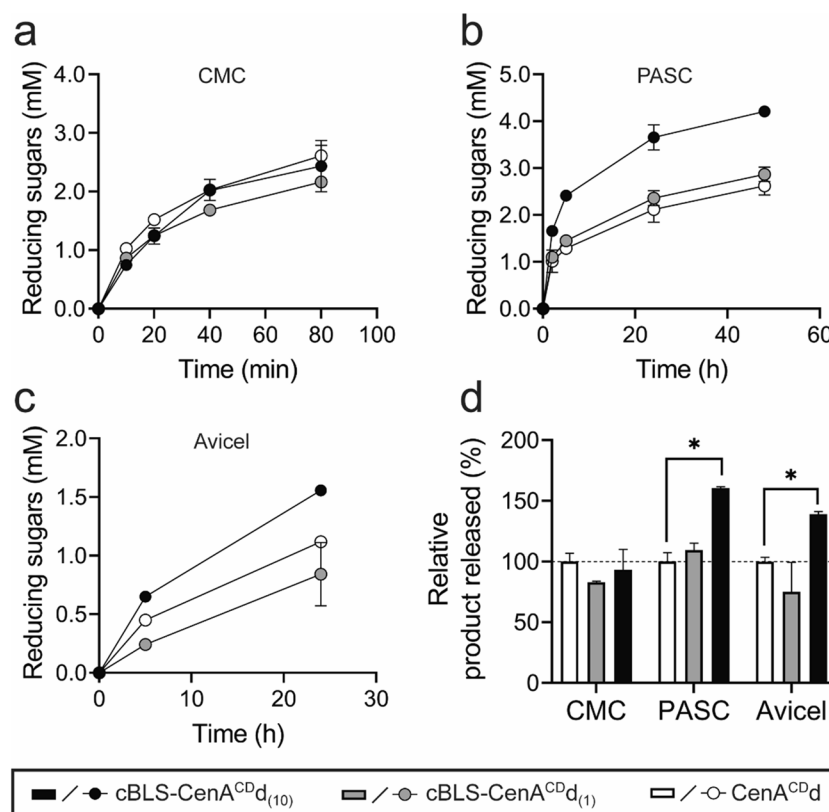 a
CMC
Reducing sugars (mM)
4.0
3.0
2.0
1.0
0.0
0 20 40 60 80 100
Time (min)
b
PASC
Reducing sugars (mM)
5.0
4.0
3.0
2.0
1.0
0.0
0 20 40 60
Time (h)
c
Avicel
Reducing sugars (mM)
2.0
1.5
1.0
0.5
0.0
0 10 20 30
Time (h)
d
Relative
product released (%)
200
150
100
50
0
* *
CMC PASC Avicel
/ cBLS-CenA^CDd(10) / cBLS-CenA^CDd(1) / CenA^CDd